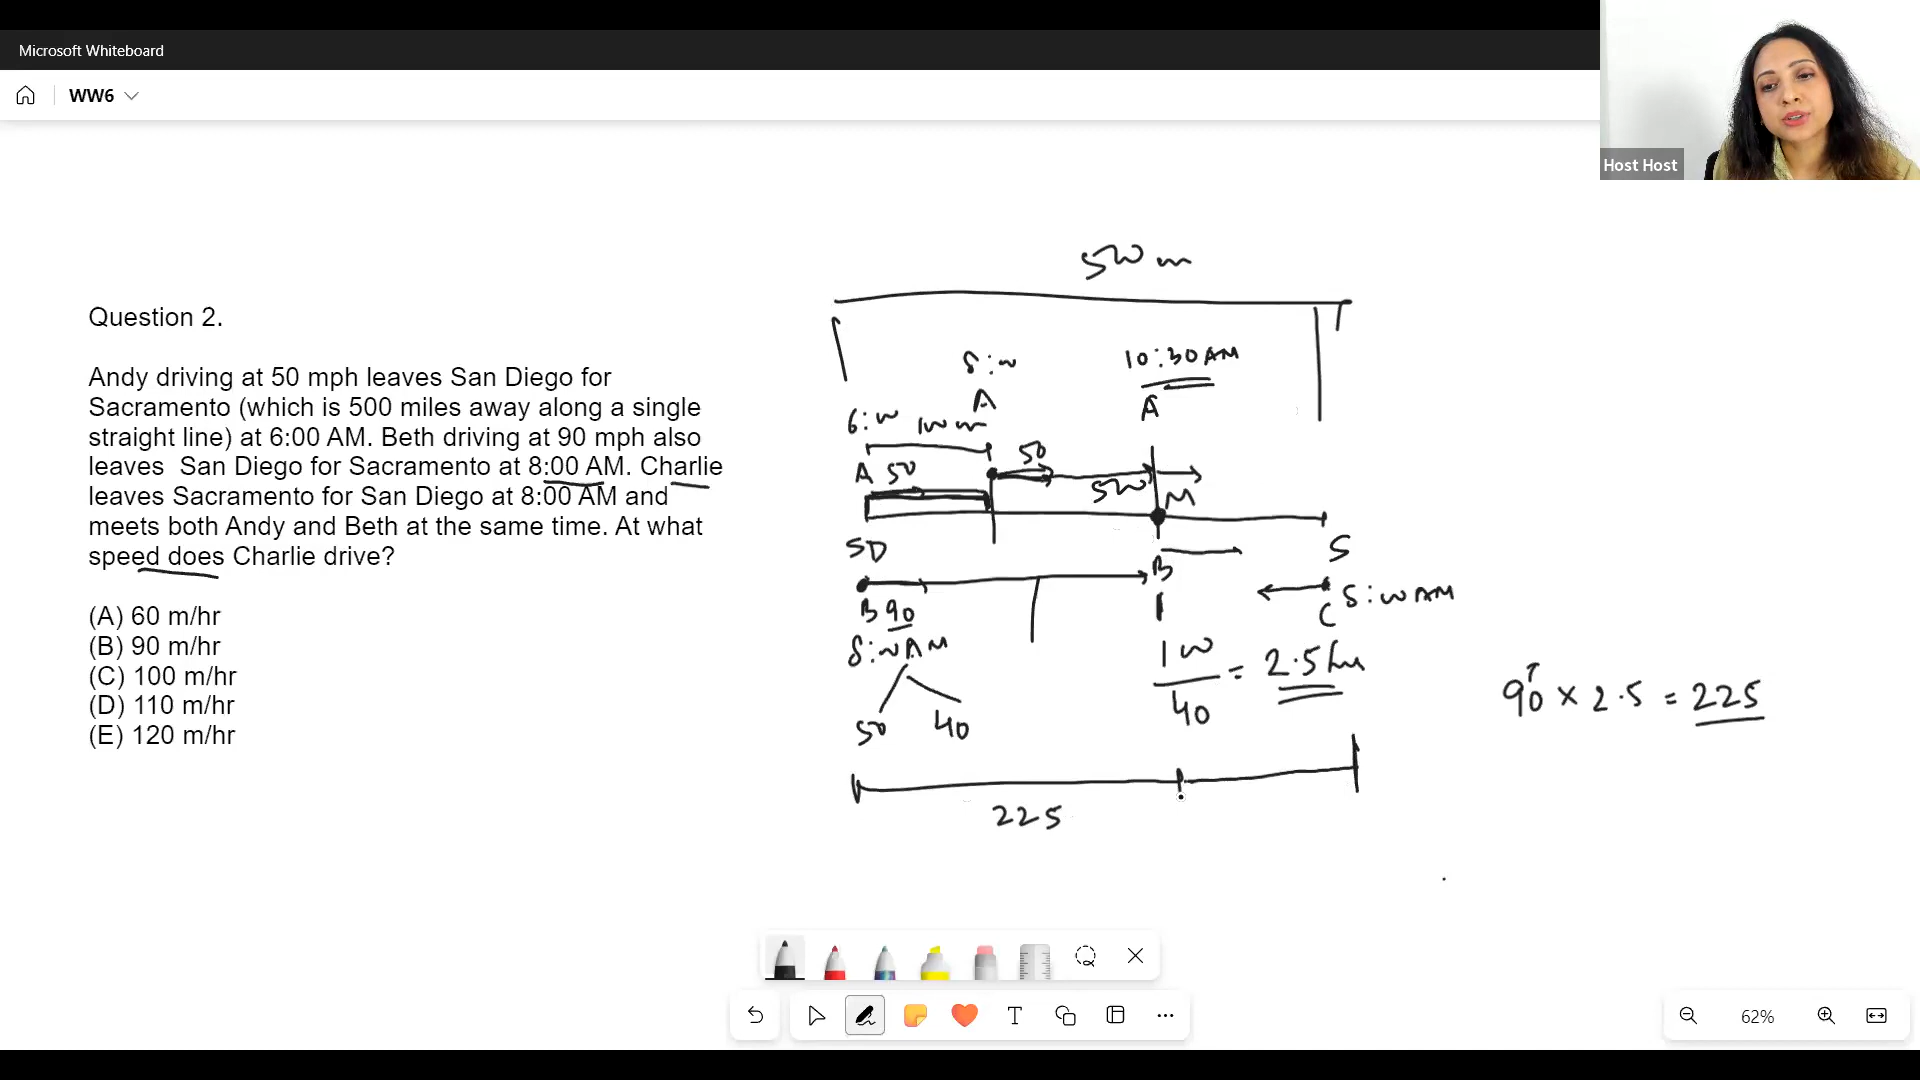 Microsoft Whiteboard
WW6
Host Host
Question 2.
Andy driving at 50 mph leaves San Diego for
Sacramento (which is 500 miles away along a single
straight line) at 6:00 AM. Beth driving at 90 mph also
leaves  San Diego for Sacramento at 8:00 AM. Charlie
leaves Sacramento for San Diego at 8:00 AM and
meets both Andy and Beth at the same time. At what
speed does Charlie drive?
(A) 60 m/hr
(B) 90 m/hr
(C) 100 m/hr
(D) 110 m/hr
(E) 120 m/hr
500 m
8:00
10:30 AM
A
A
6:00 100 m
50
A 50
500
M
SD
S
B
8:00 AM
C
B 90
8:00 AM
50 40
100
40
= 2.5 hrs
90 × 2.5 = 225
225
62%